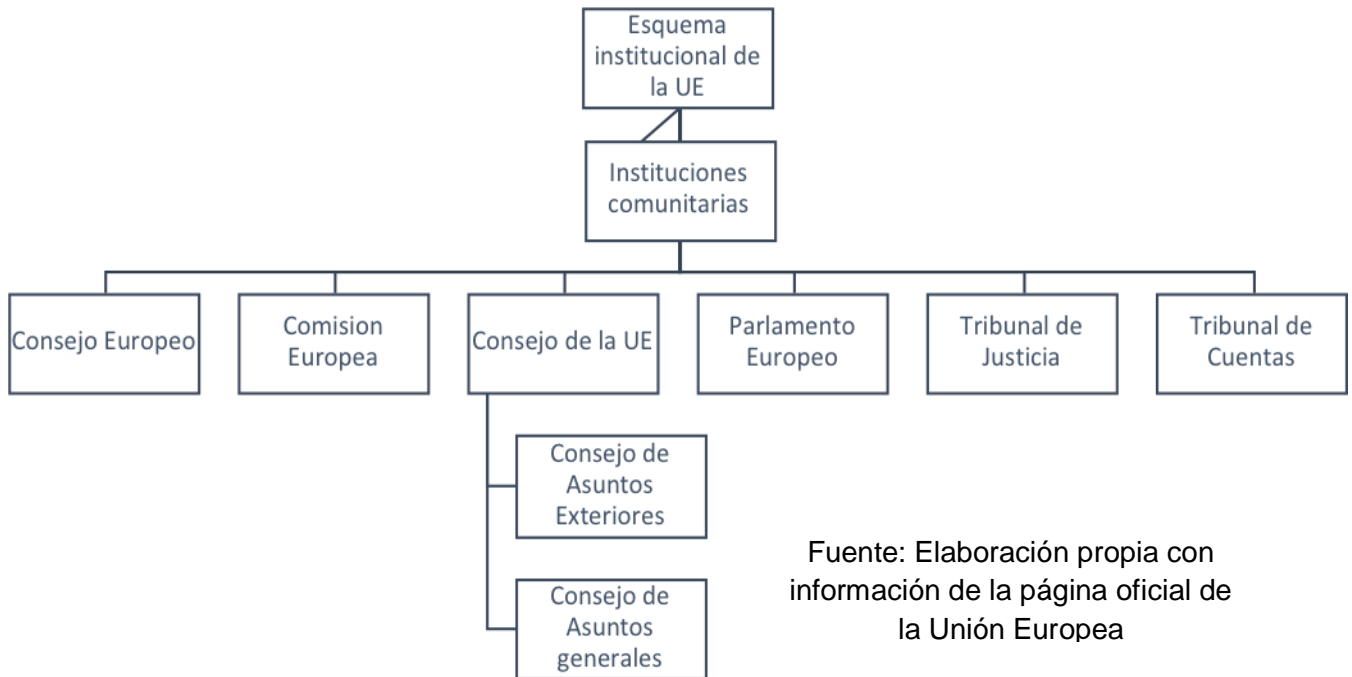 Esquema
institucional de
la UE
Instituciones
comunitarias
Consejo Europeo
Comision
Europea
Consejo de la UE
Parlamento
Europeo
Tribunal de
Justicia
Tribunal de
Cuentas
Consejo de
Asuntos
Exteriores
Consejo de
Asuntos
generales
Fuente: Elaboración propia con
información de la página oficial de
la Unión Europea